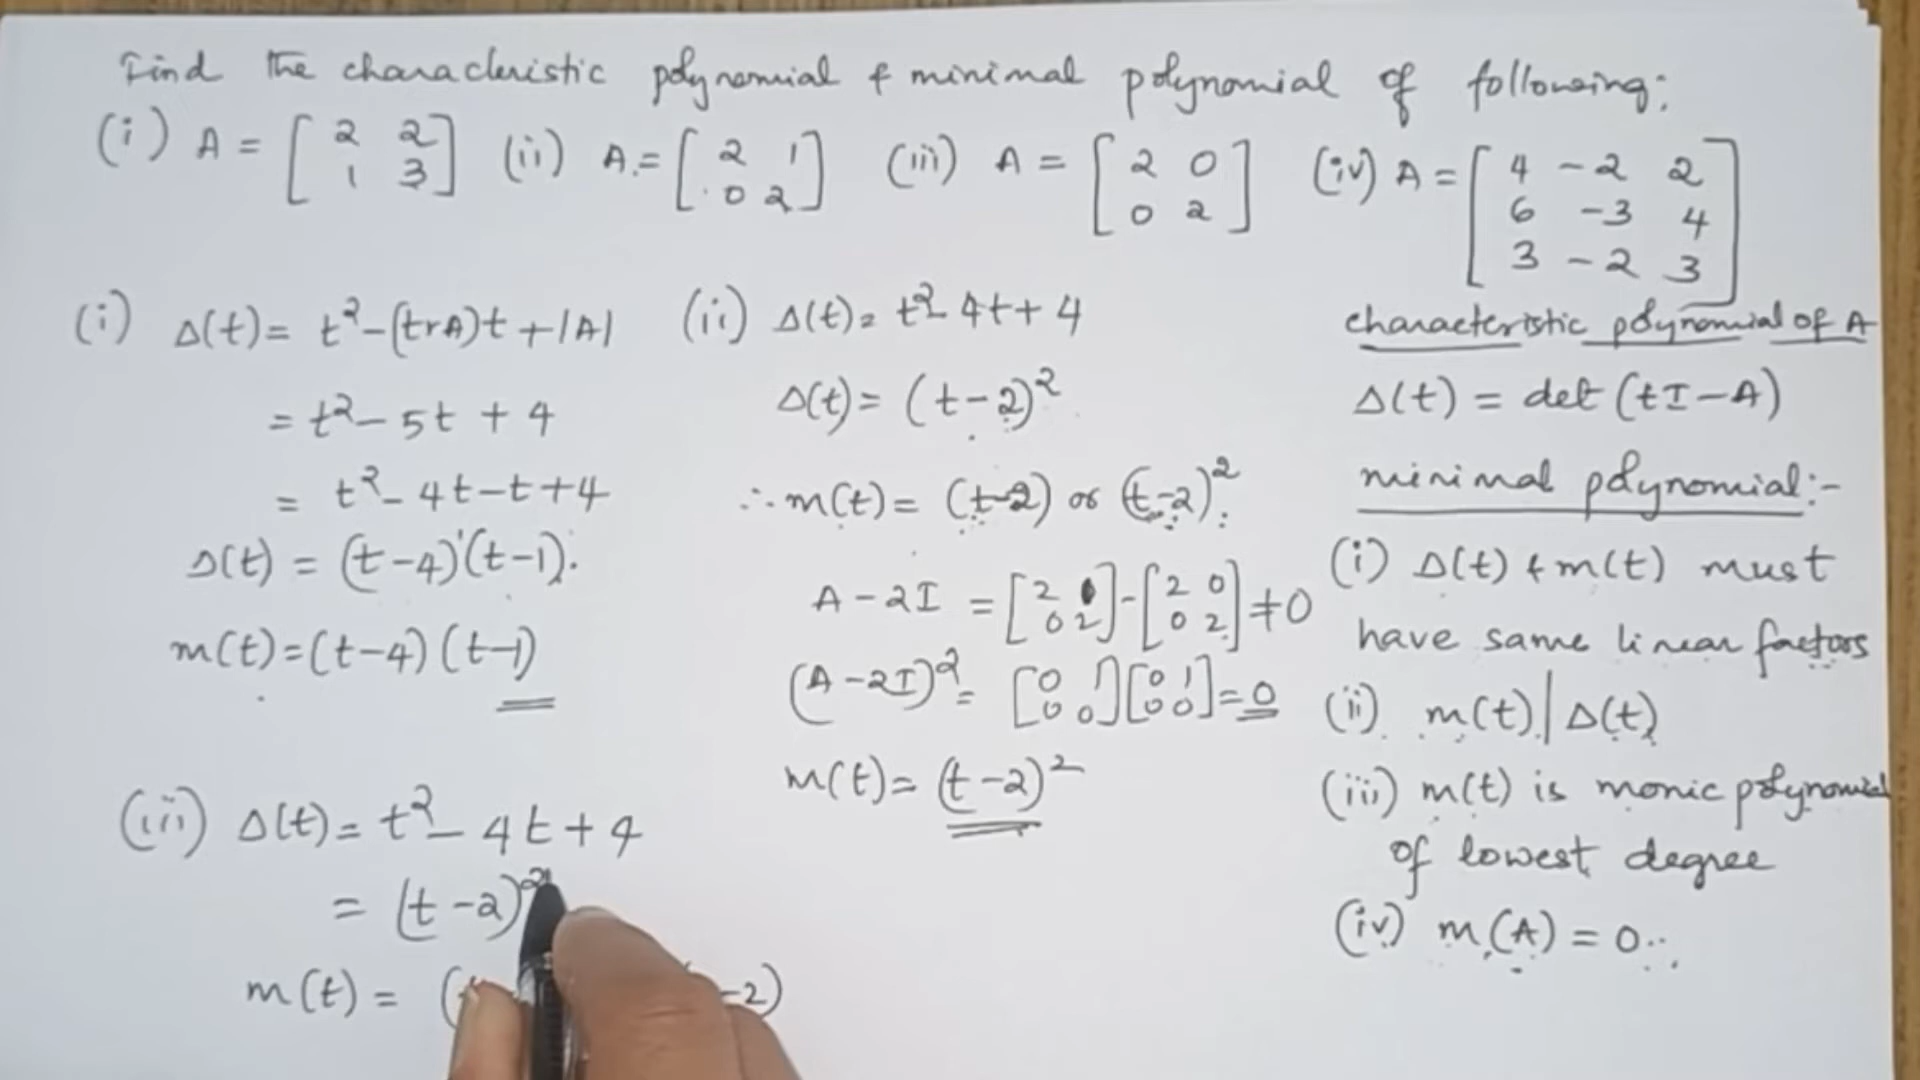 Find the characteristic polynomial & minimal polynomial of following:
(i) A = [2 2 (ii) A = [2 1 (iii) A = [2 0 (iv) A = [4 -2 2
1 3] 0 2] 0 2] 6 -3 4
3 -2 3]
(i) Δ(t) = t² - (trA)t + |A|
= t² - 5t + 4
= t² - 4t - t + 4
Δ(t) = (t-4)'(t-1).
m(t) = (t-4) (t-1)
(ii) Δ(t) = t² - 4t + 4
Δ(t) = (t-2)²
∴ m(t) = (t-2) or (t-2)²
A - 2I = [2 1 - [2 0 ≠ 0
0 2] 0 2]
(A - 2I)² = [0 1 [0 1 = 0
0 0] 0 0]
m(t) = (t-2)²
(iii) Δ(t) = t² - 4t + 4
= (t-2)²
m(t) = ( -2)
characteristic polynomial of A
Δ(t) = det (tI - A)
minimal polynomial:-
(i) Δ(t) & m(t) must
have same linear factors
(ii) m(t) | Δ(t)
(iii) m(t) is monic polynomial
of lowest degree
(iv) m(A) = 0